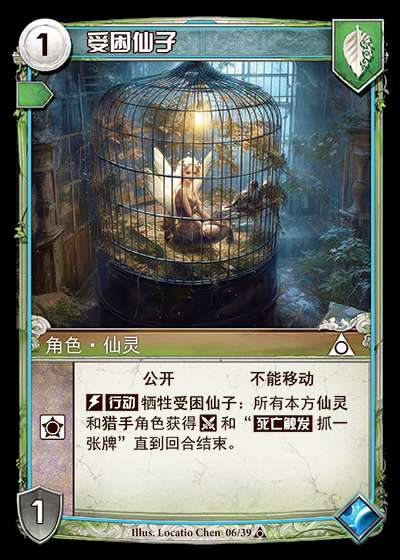 1
受困仙子
角色·仙灵
公开 不能移动
行动 牺牲受困仙子：所有本方仙灵
和猎手角色获得 和“死亡触发 抓一
张牌”直到回合结束。
1
Illus. Locatio Chen 06/39